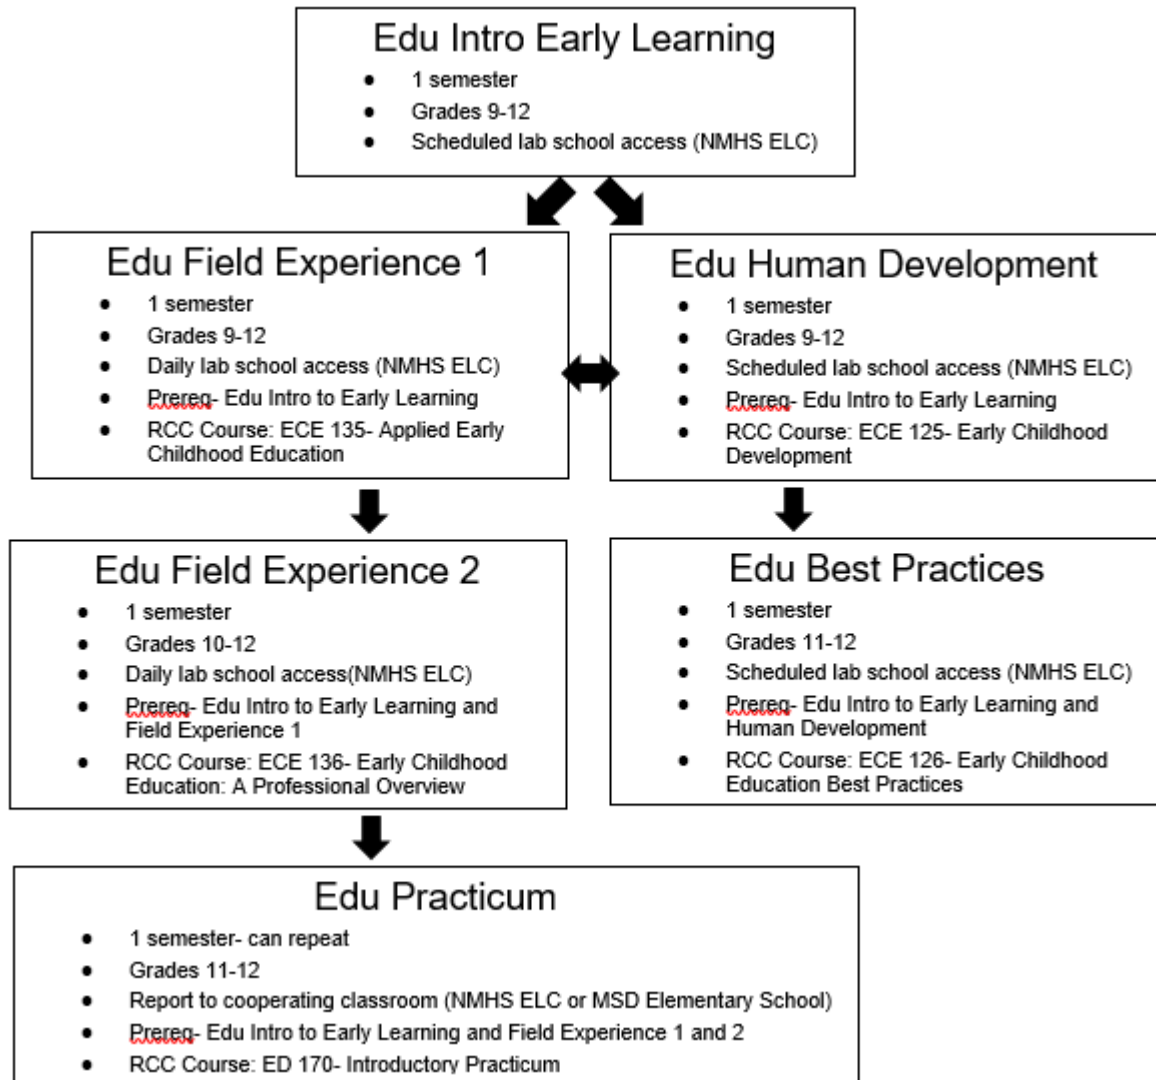 Edu Intro Early Learning
● 1 semester
● Grades 9-12
● Scheduled lab school access (NMHS ELC)
Edu Field Experience 1
● 1 semester
● Grades 9-12
● Daily lab school access (NMHS ELC)
● Prereq- Edu Intro to Early Learning
● RCC Course: ECE 135- Applied Early
Childhood Education
Edu Human Development
● 1 semester
● Grades 9-12
● Scheduled lab school access (NMHS ELC)
● Prereq- Edu Intro to Early Learning
● RCC Course: ECE 125- Early Childhood
Development
Edu Field Experience 2
● 1 semester
● Grades 10-12
● Daily lab school access(NMHS ELC)
● Prereq- Edu Intro to Early Learning and
Field Experience 1
● RCC Course: ECE 136- Early Childhood
Education: A Professional Overview
Edu Best Practices
● 1 semester
● Grades 11-12
● Scheduled lab school access (NMHS ELC)
● Prereq- Edu Intro to Early Learning and
Human Development
● RCC Course: ECE 126- Early Childhood
Education Best Practices
Edu Practicum
● 1 semester- can repeat
● Grades 11-12
● Report to cooperating classroom (NMHS ELC or MSD Elementary School)
● Prereq- Edu Intro to Early Learning and Field Experience 1 and 2
● RCC Course: ED 170- Introductory Practicum